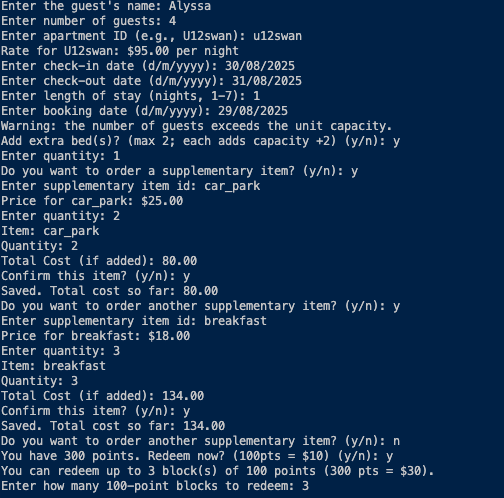 Enter the guest's name: Alyssa
Enter number of guests: 4
Enter apartment ID (e.g., U12swan): u12swan
Rate for U12swan: $95.00 per night
Enter check-in date (d/m/yyyy): 30/08/2025
Enter check-out date (d/m/yyyy): 31/08/2025
Enter length of stay (nights, 1-7): 1
Enter booking date (d/m/yyyy): 29/08/2025
Warning: the number of guests exceeds the unit capacity.
Add extra bed(s)? (max 2; each adds capacity +2) (y/n): y
Enter quantity: 1
Do you want to order a supplementary item? (y/n): y
Enter supplementary item id: car_park
Price for car_park: $25.00
Enter quantity: 2
Item: car_park
Quantity: 2
Total Cost (if added): 80.00
Confirm this item? (y/n): y
Saved. Total cost so far: 80.00
Do you want to order another supplementary item? (y/n): y
Enter supplementary item id: breakfast
Price for breakfast: $18.00
Enter quantity: 3
Item: breakfast
Quantity: 3
Total Cost (if added): 134.00
Confirm this item? (y/n): y
Saved. Total cost so far: 134.00
Do you want to order another supplementary item? (y/n): n
You have 300 points. Redeem now? (100pts = $10) (y/n): y
You can redeem up to 3 block(s) of 100 points (300 pts = $30).
Enter how many 100-point blocks to redeem: 3